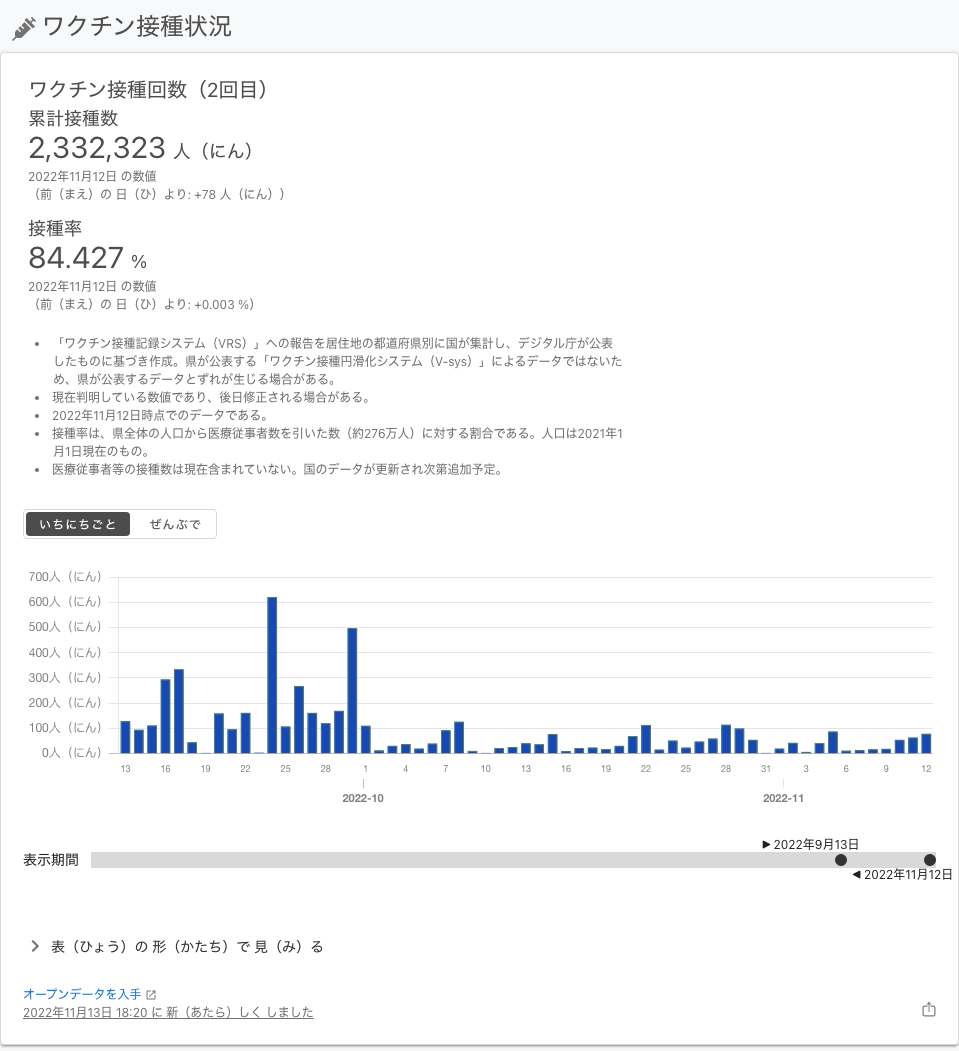 ワクチン接種状況
ワクチン接種回数（2回目）
累計接種数
2,332,323 人（にん）
2022年11月12日 の数値
（前（まえ）の 日（ひ）より: +78 人（にん））
接種率
84.427 %
2022年11月12日 の数値
（前（まえ）の 日（ひ）より: +0.003 %）
• 「ワクチン接種記録システム（VRS）」への報告を居住地の都道府県別に国が集計し、デジタル庁が公表
したものに基づき作成。県が公表する「ワクチン接種円滑化システム（V-sys）」によるデータではないた
め、県が公表するデータとずれが生じる場合がある。
• 現在判明している数値であり、後日修正される場合がある。
• 2022年11月12日時点でのデータである。
• 接種率は、県全体の人口から医療従事者数を引いた数（約276万人）に対する割合である。人口は2021年1
月1日現在のもの。
• 医療従事者等の接種数は現在含まれていない。国のデータが更新され次第追加予定。
いちにちごと ぜんぶで
700人（にん）
600人（にん）
500人（にん）
400人（にん）
300人（にん）
200人（にん）
100人（にん）
0人（にん）
13 16 19 22 25 28 1 4 7 10 13 16 19 22 25 28 31 3 6 9 12
2022-10 2022-11
▶ 2022年9月13日
表示期間
◀ 2022年11月12日
表（ひょう）の 形（かたち）で 見（み）る
オープンデータを入手
2022年11月13日 18:20 に 新（あたら）しく しました